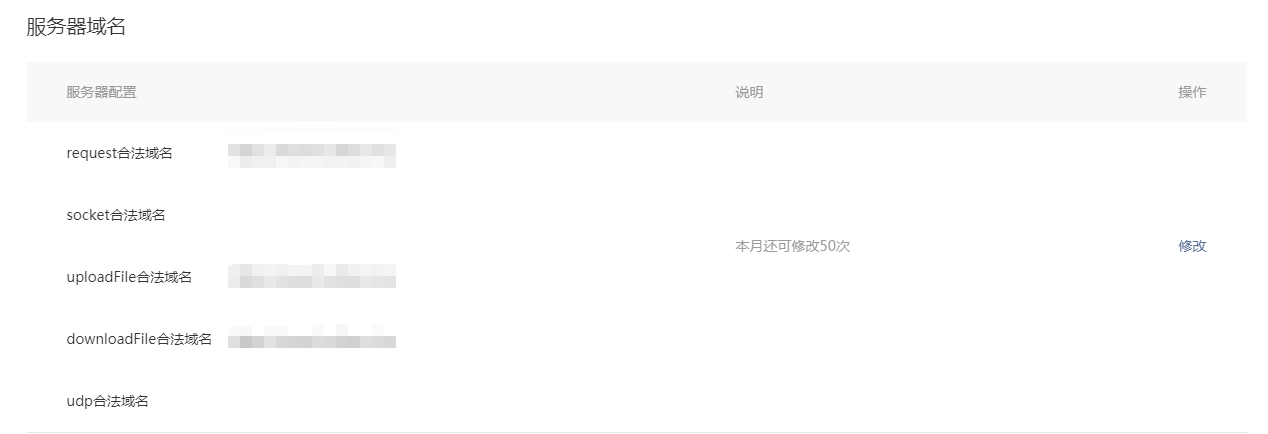 服务器域名
服务器配置 说明 操作
request合法域名
socket合法域名
本月还可修改50次 修改
uploadFile合法域名
downloadFile合法域名
udp合法域名